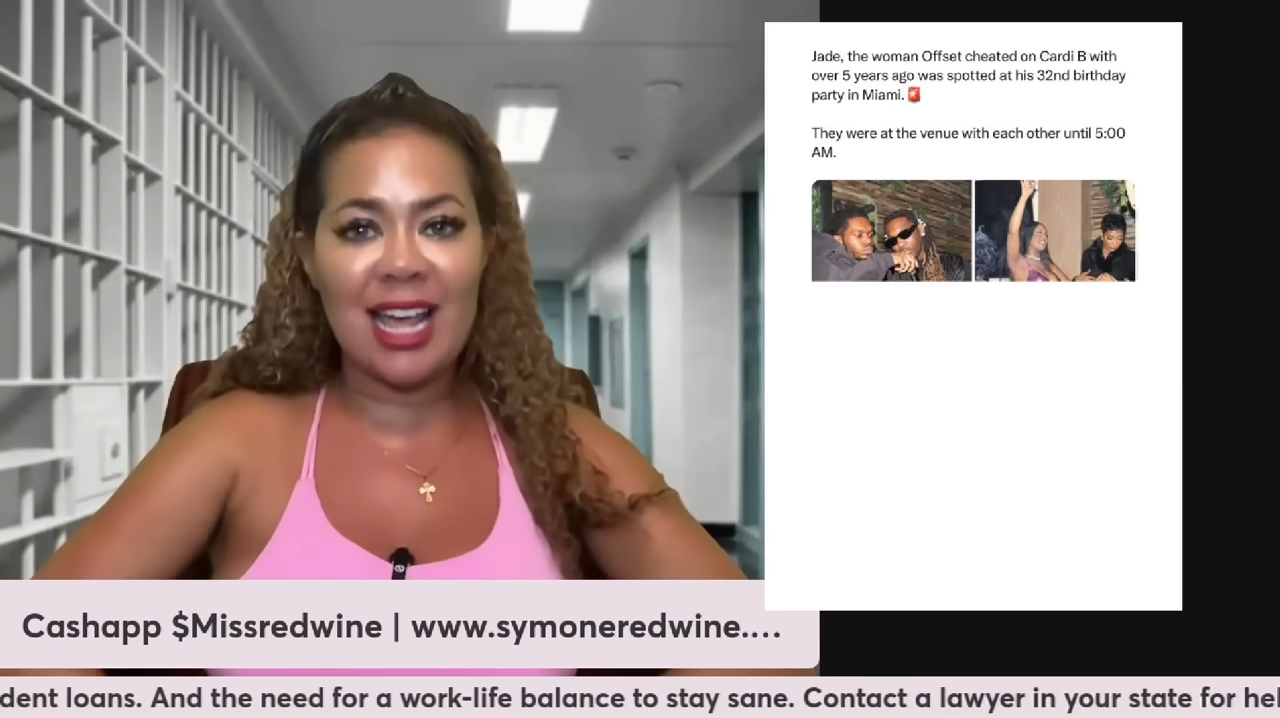 Jade, the woman Offset cheated on Cardi B with
over 5 years ago was spotted at his 32nd birthday
party in Miami. 🚨
They were at the venue with each other until 5:00
AM.
Cashapp $Missredwine | www.symoneredwine....
dent loans. And the need for a work-life balance to stay sane. Contact a lawyer in your state for hel